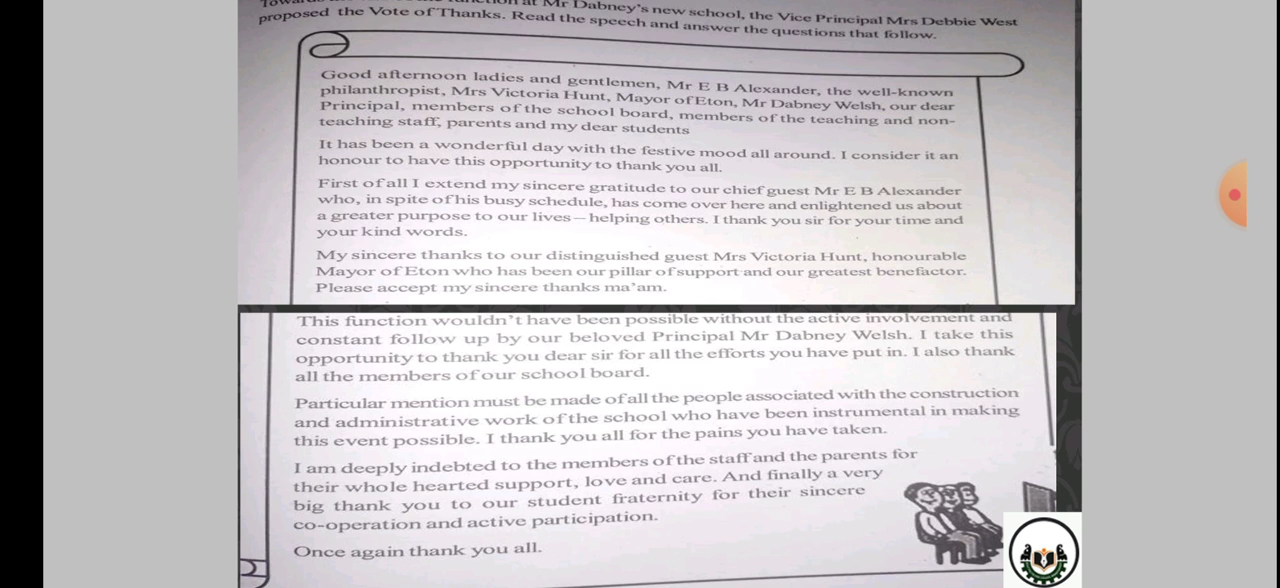 function at Mr Dabney's new school, the Vice Principal Mrs Debbie West
proposed the Vote of Thanks. Read the speech and answer the questions that follow.
Good afternoon ladies and gentlemen, Mr E B Alexander, the well-known
philanthropist, Mrs Victoria Hunt, Mayor of Eton, Mr Dabney Welsh, our dear
Principal, members of the school board, members of the teaching and non-
teaching staff, parents and my dear students
It has been a wonderful day with the festive mood all around. I consider it an
honour to have this opportunity to thank you all.
First of all I extend my sincere gratitude to our chief guest Mr E B Alexander
who, in spite of his busy schedule, has come over here and enlightened us about
a greater purpose to our lives – helping others. I thank you sir for your time and
your kind words.
My sincere thanks to our distinguished guest Mrs Victoria Hunt, honourable
Mayor of Eton who has been our pillar of support and our greatest benefactor.
Please accept my sincere thanks ma'am.
This function wouldn't have been possible without the active involvement and
constant follow up by our beloved Principal Mr Dabney Welsh. I take this
opportunity to thank you dear sir for all the efforts you have put in. I also thank
all the members of our school board.
Particular mention must be made of all the people associated with the construction
and administrative work of the school who have been instrumental in making
this event possible. I thank you all for the pains you have taken.
I am deeply indebted to the members of the staff and the parents for
their whole hearted support, love and care. And finally a very
big thank you to our student fraternity for their sincere
co-operation and active participation.
Once again thank you all.